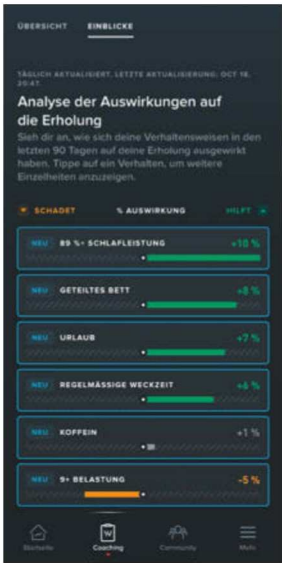 ÜBERSICHT EINBLICKE
TÄGLICH AKTUALISIERT, LETZTE AKTUALISIERUNG: OCT 18,
20:47.
Analyse der Auswirkungen auf
die Erholung
Sieh dir an, wie sich deine Verhaltensweisen in den
letzten 90 Tagen auf deine Erholung ausgewirkt
haben. Tippe auf ein Verhalten, um weitere
Einzelheiten anzuzeigen.
SCHADET % AUSWIRKUNG HILFT
NEU 89 %+ SCHLAFLEISTUNG +10 %
NEU GETEILTES BETT +8 %
NEU URLAUB +7 %
NEU REGELMÄSSIGE WECKZEIT +6 %
NEU KOFFEIN +1 %
NEU 9+ BELASTUNG -5 %
Startseite Coaching Community Mehr